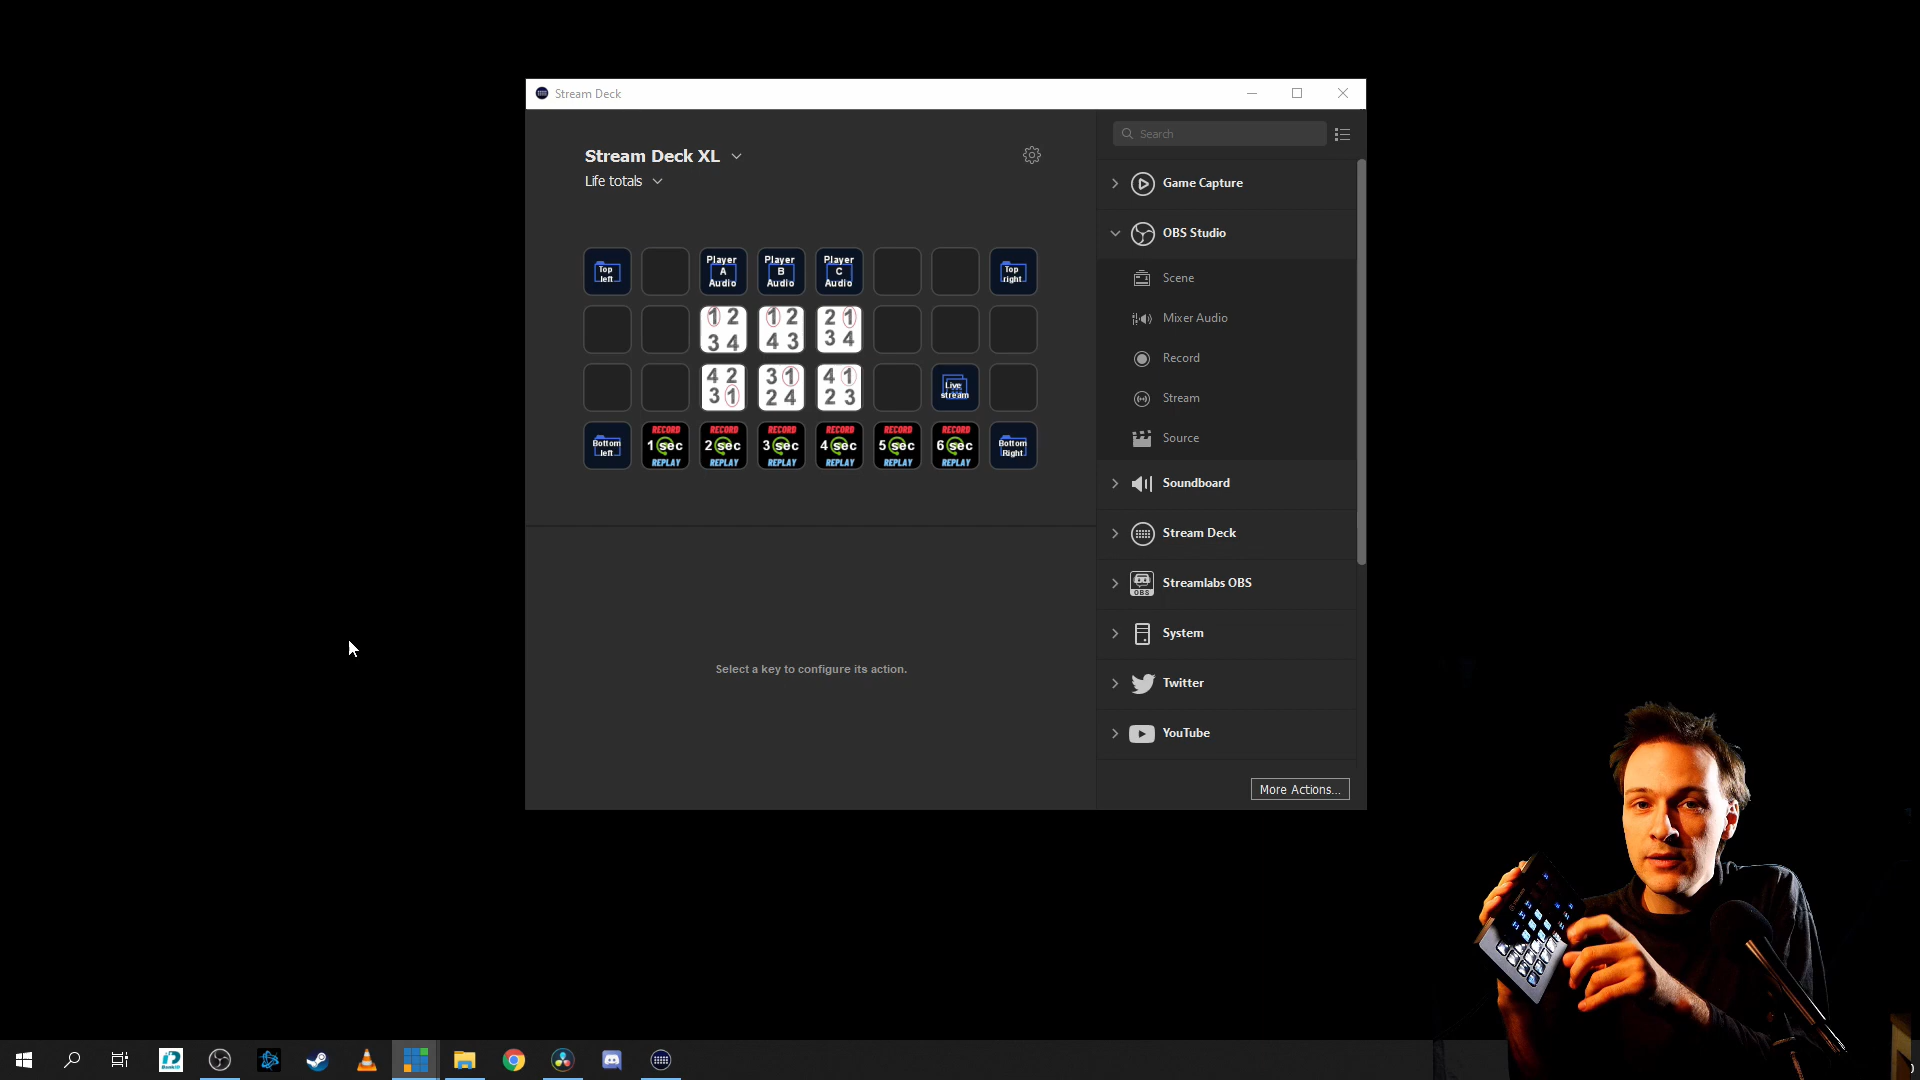 Stream Deck
Stream Deck XL
Life totals
Search
Game Capture
OBS Studio
Scene
Mixer Audio
Record
Stream
Source
Soundboard
Stream Deck
Streamlabs OBS
System
Twitter
YouTube
More Actions...
Top
left
Player
A
Audio
Player
B
Audio
Player
C
Audio
Top
right
1 2
3 4
1 2
4 3
2 1
3 4
4 2
3 1
3 1
2 4
4 1
2 3
Live
stream
Bottom
left
RECORD
1 sec
REPLAY
RECORD
2 sec
REPLAY
RECORD
3 sec
REPLAY
RECORD
4 sec
REPLAY
RECORD
5 sec
REPLAY
RECORD
6 sec
REPLAY
Bottom
Right
Select a key to configure its action.
OBS